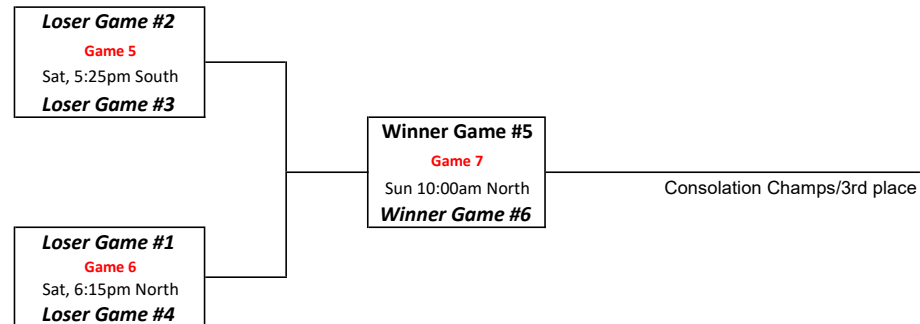 Loser Game #2
Game 5
Sat, 5:25pm South
Loser Game #3
Winner Game #5
Game 7
Sun 10:00am North
Winner Game #6
Consolation Champs/3rd place
Loser Game #1
Game 6
Sat, 6:15pm North
Loser Game #4